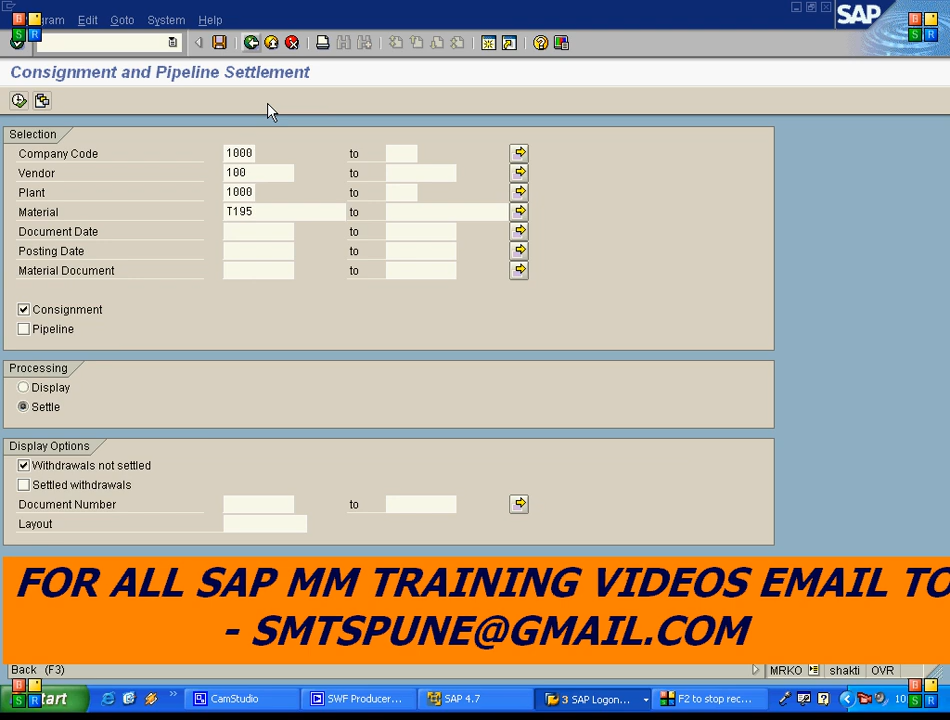 ram Edit Goto System Help
SAP
Consignment and Pipeline Settlement
Selection
Company Code 1000 to
Vendor 100 to
Plant 1000 to
Material T195 to
Document Date to
Posting Date to
Material Document to
Consignment
Pipeline
Processing
Display
Settle
Display Options
Withdrawals not settled
Settled withdrawals
Document Number to
Layout
FOR ALL SAP MM TRAINING VIDEOS EMAIL TO
- SMTSPUNE@GMAIL.COM
Back (F3) MRKO shakti OVR
tart CamStudio SWF Producer... SAP 4.7 3 SAP Logon... F2 to stop rec... 10